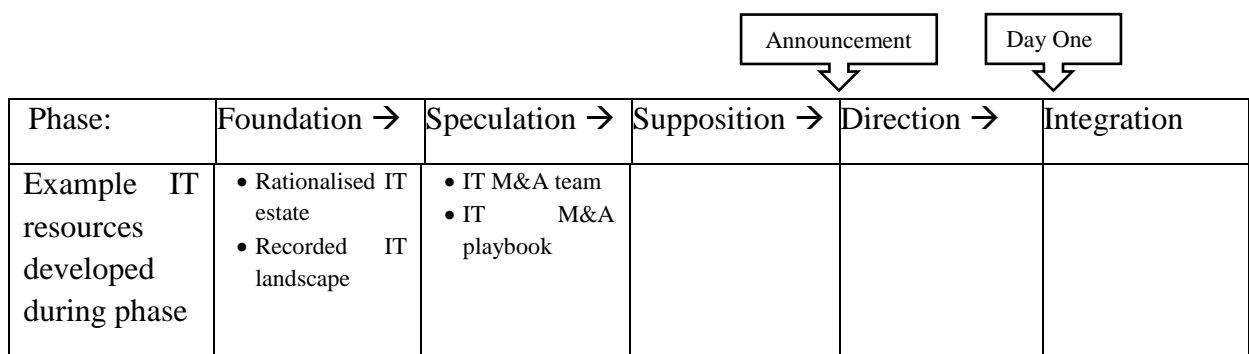 Announcement
Day One
Phase:
Foundation →
Speculation →
Supposition →
Direction →
Integration
Example IT
resources
developed
during phase
• Rationalised IT
estate
• Recorded IT
landscape
• IT M&A team
• IT M&A
playbook